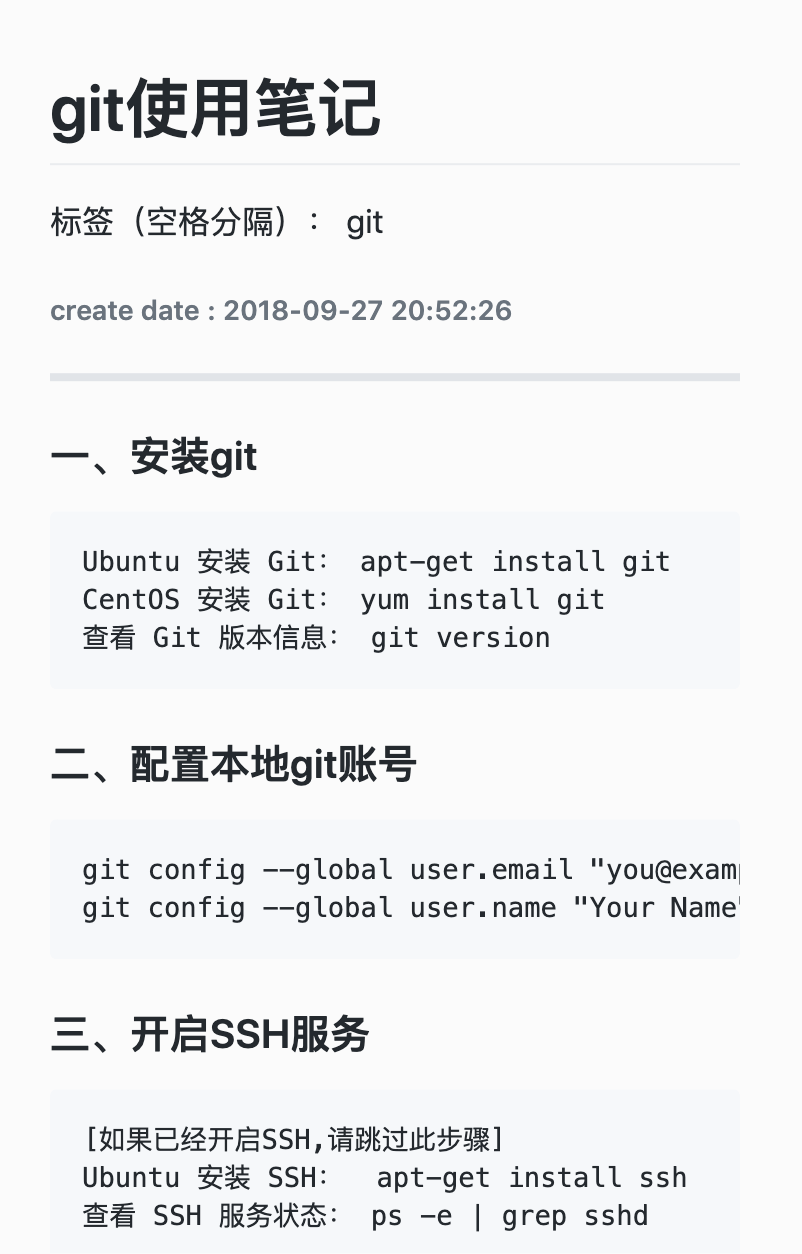 git使用笔记
标签（空格分隔）： git
create date : 2018-09-27 20:52:26
一、安装git
Ubuntu 安装 Git： apt-get install git
CentOS 安装 Git： yum install git
查看 Git 版本信息： git version
二、配置本地git账号
git config --global user.email "you@exam
git config --global user.name "Your Name"
三、开启SSH服务
[如果已经开启SSH,请跳过此步骤]
Ubuntu 安装 SSH：  apt-get install ssh
查看 SSH 服务状态： ps -e | grep sshd